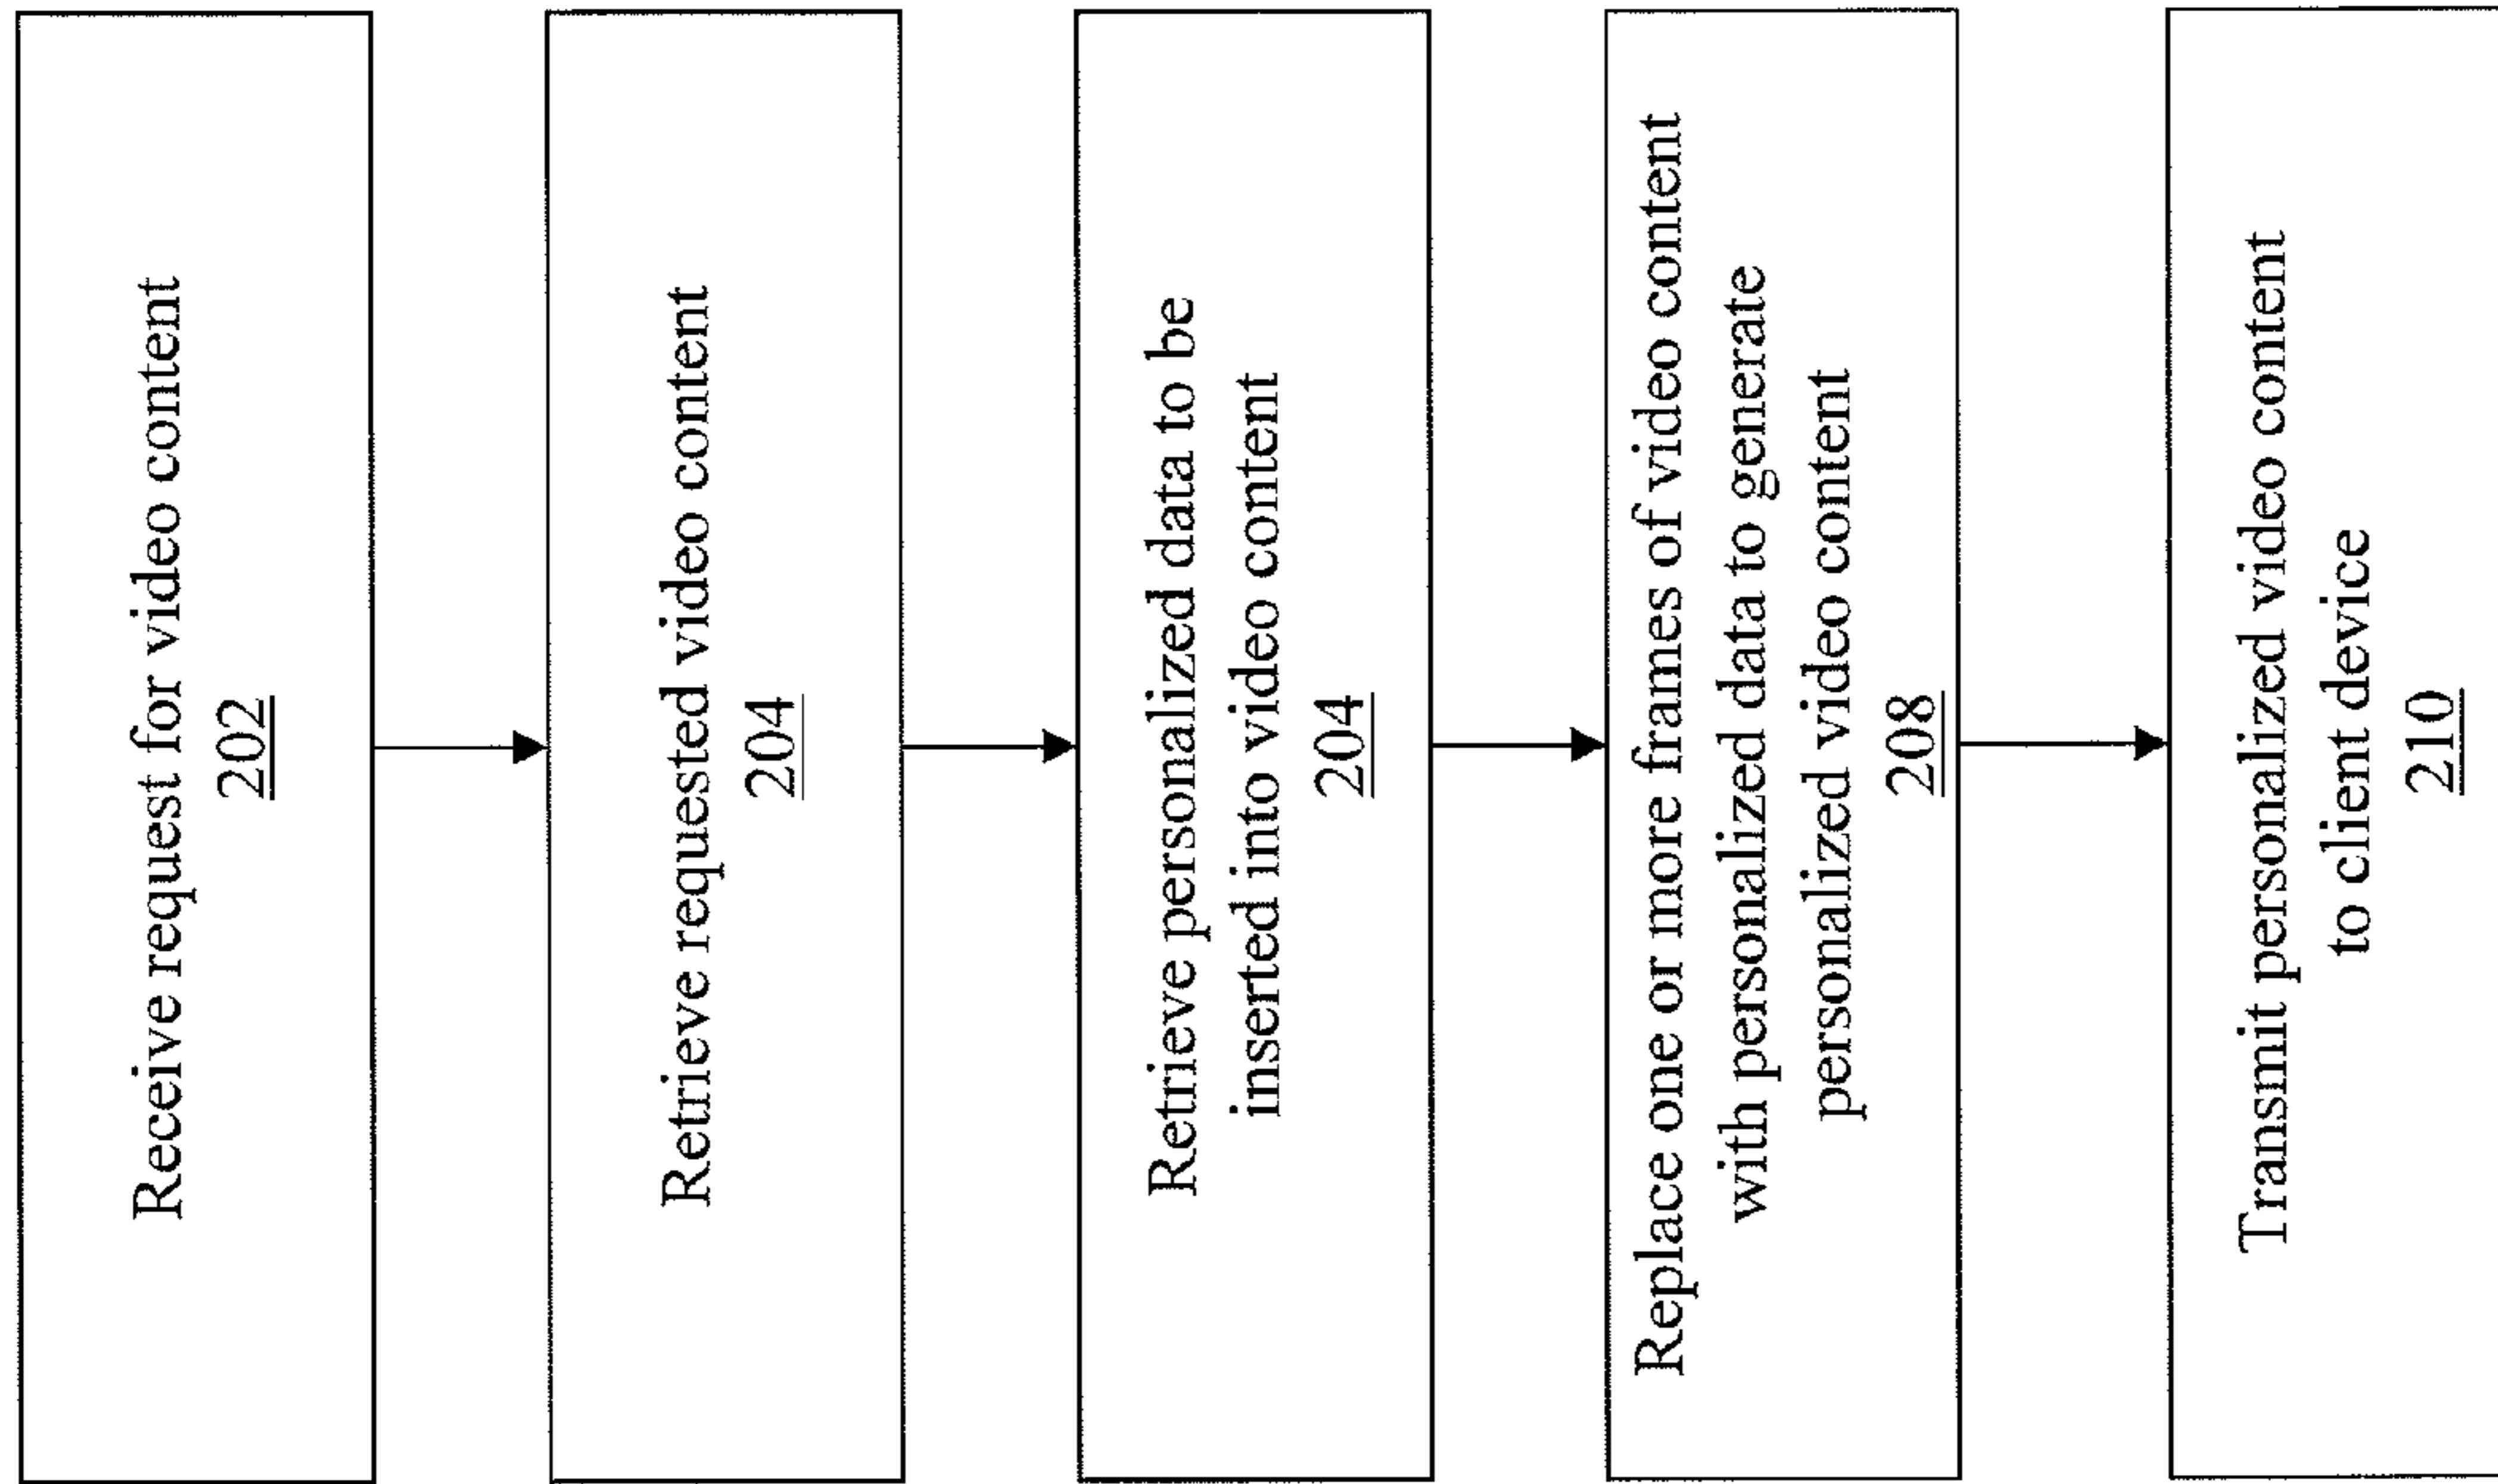 Receive request for video content
202
Retrieve requested video content
204
Retrieve personalized data to be
inserted into video content
204
Replace one or more frames of video content
with personalized data to generate
personalized video content
208
Transmit personalized video content
to client device
210